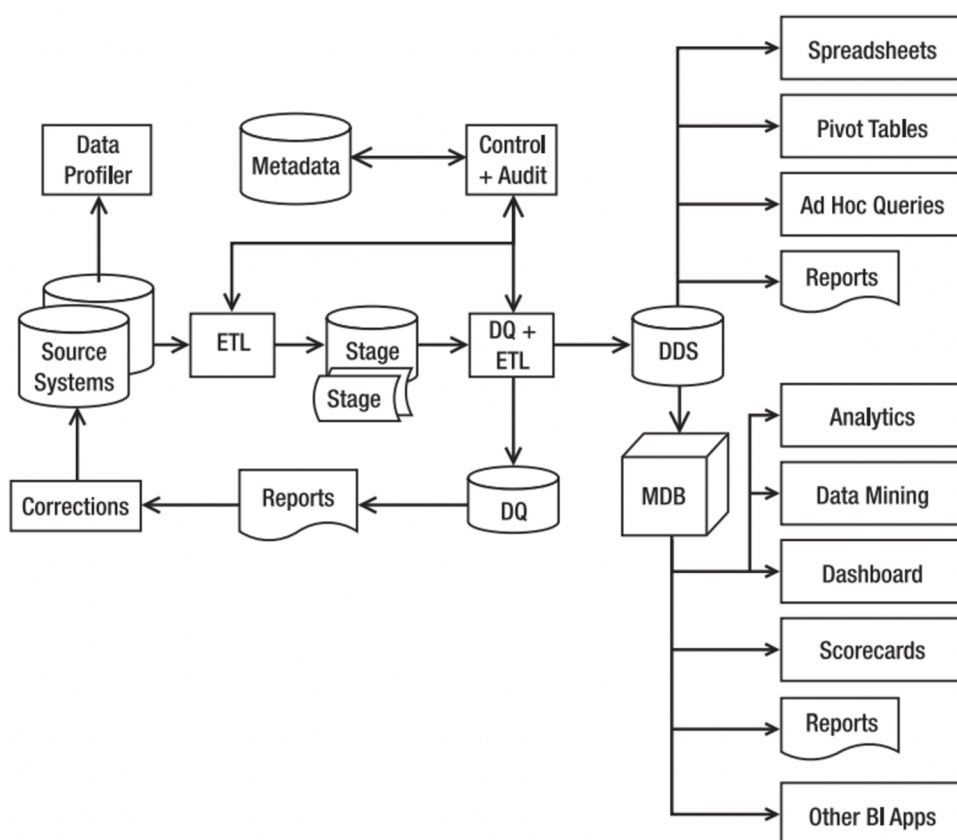 Spreadsheets
Pivot Tables
Ad Hoc Queries
Reports
Data
Profiler
Metadata
Control
+ Audit
Source
Systems
ETL
Stage
Stage
DQ +
ETL
DDS
Corrections
Reports
DQ
MDB
Analytics
Data Mining
Dashboard
Scorecards
Reports
Other BI Apps